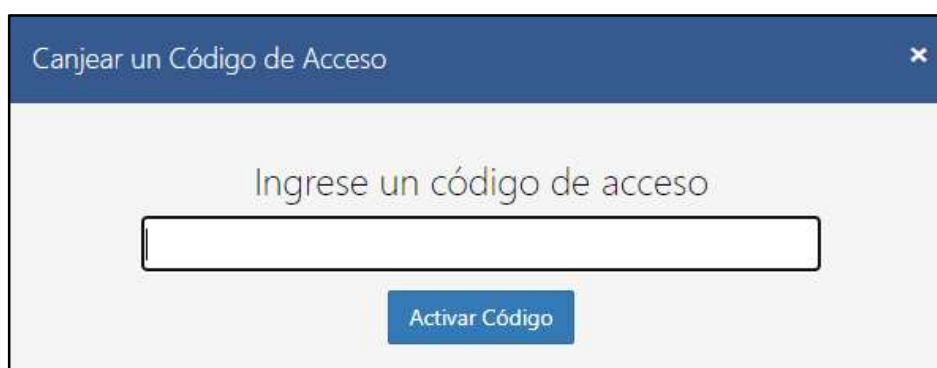 Canjear un Código de Acceso ×
Ingrese un código de acceso
Activar Código